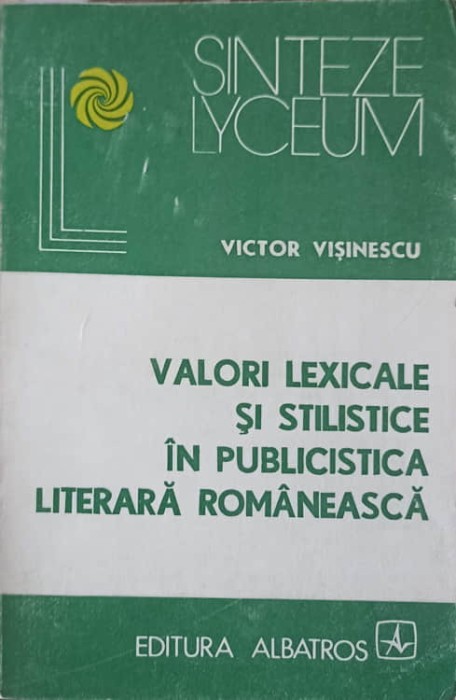 SINTEZE
LYCEUM
VICTOR VIȘINESCU
VALORI LEXICALE
ȘI STILISTICE
ÎN PUBLICISTICA
LITERARĂ ROMÂNEASCĂ
EDITURA ALBATROS